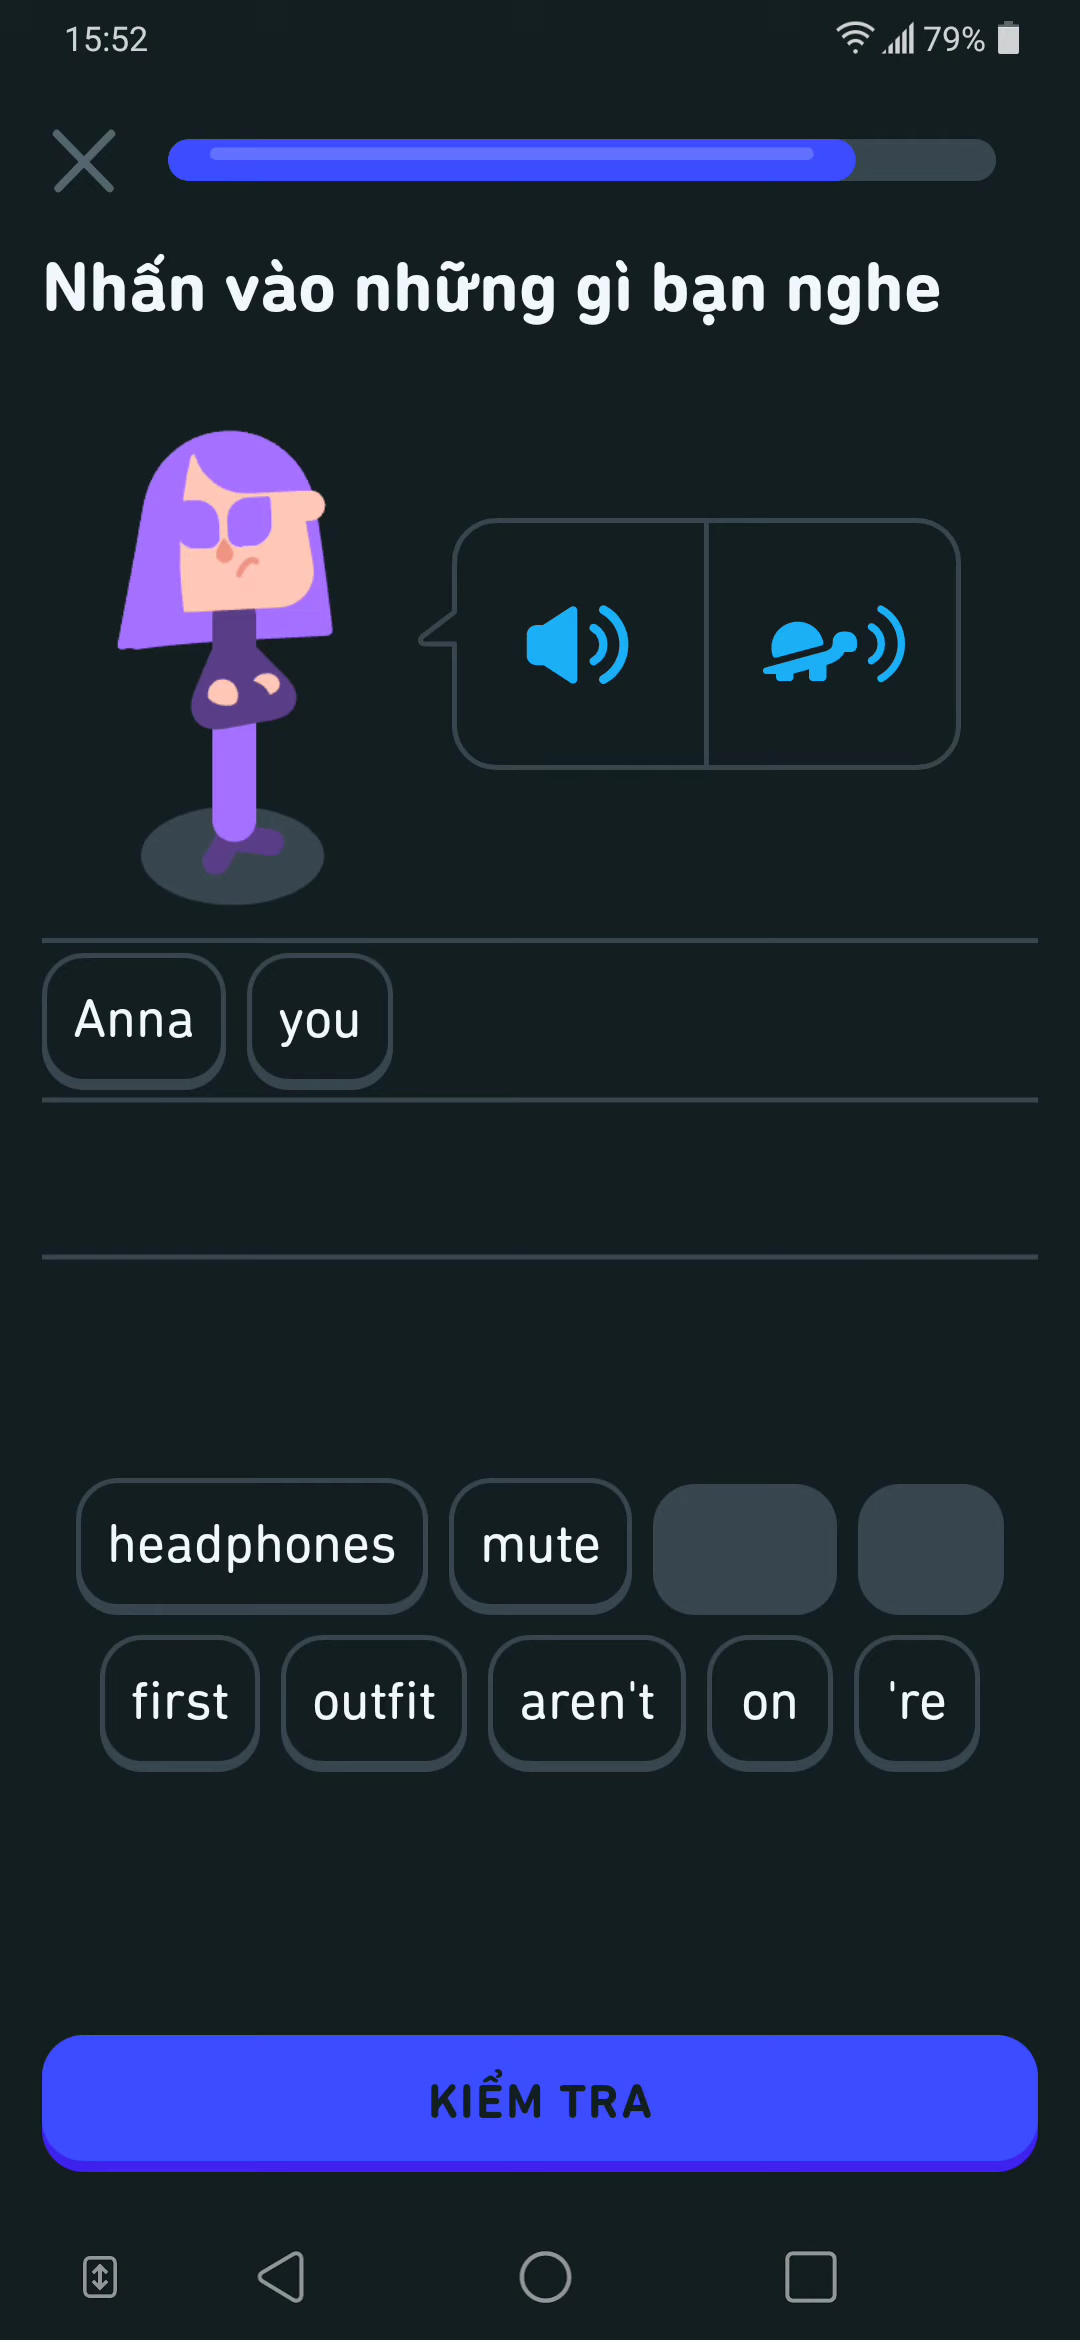 15:52 79%
Nhấn vào những gì bạn nghe
Anna you
headphones mute
first outfit aren't on 're
KIỂM TRA